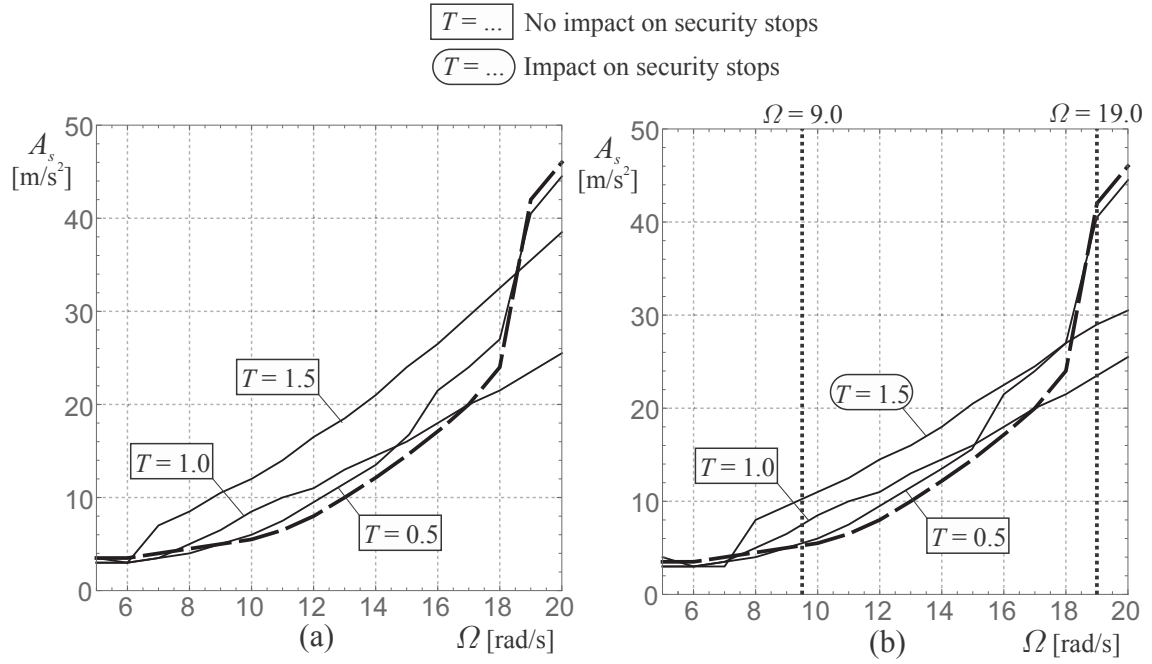 T = ... No impact on security stops
T = ... Impact on security stops
Ω = 9.0 Ω = 19.0
50
A_s
[m/s²]
40
30
20
10
0
6 8 10 12 14 16 18 20
T = 1.5
T = 1.0
T = 0.5
(a) Ω [rad/s]
50
A_s
[m/s²]
40
30
20
10
0
6 8 10 12 14 16 18 20
T = 1.5
T = 1.0
T = 0.5
(b) Ω [rad/s]